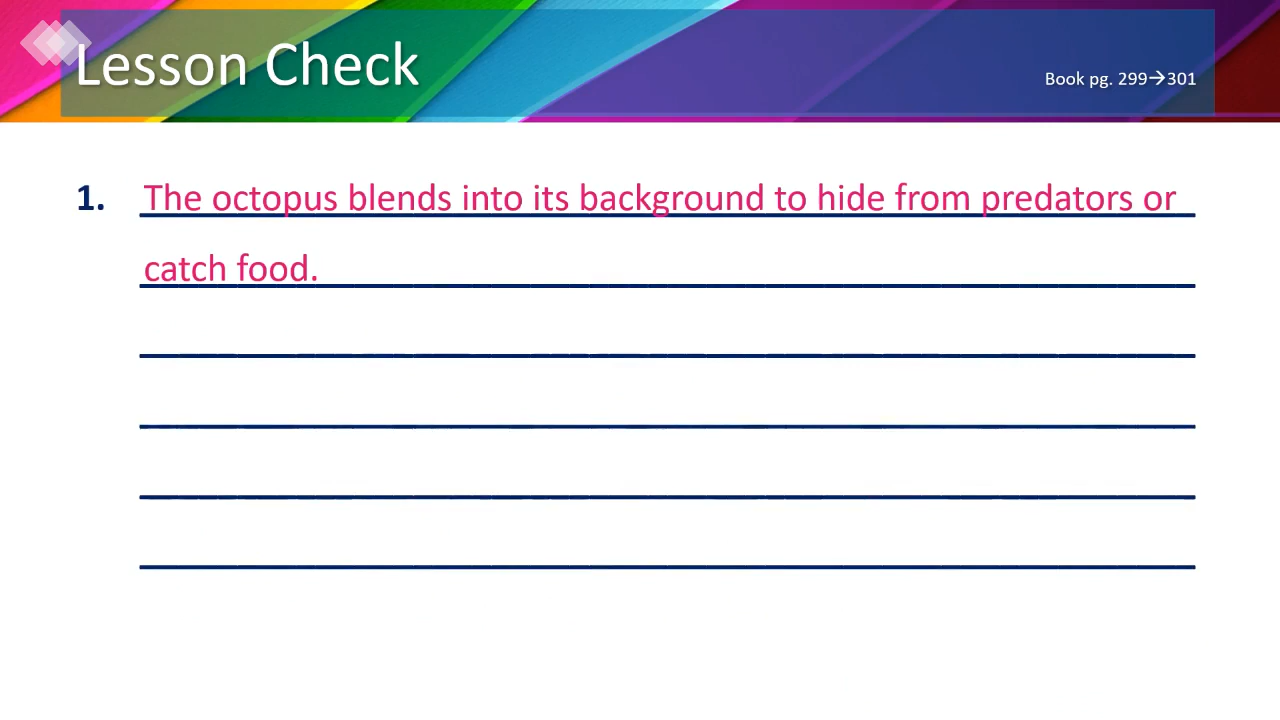 Lesson Check
Book pg. 299→301
1. The octopus blends into its background to hide from predators or
catch food.